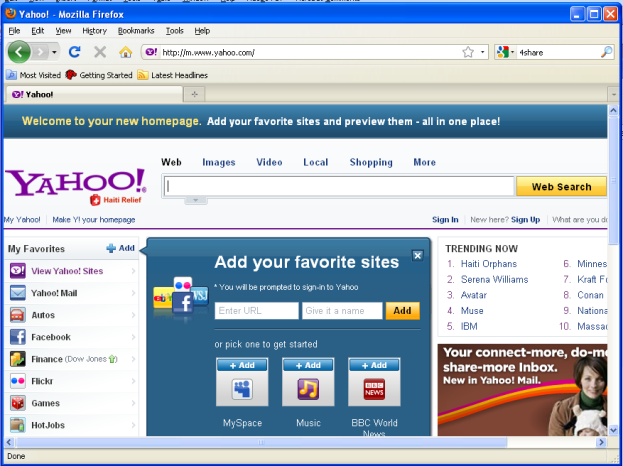 Yahoo! - Mozilla Firefox
File Edit View History Bookmarks Tools Help
http://m.www.yahoo.com/
4share
Most Visited Getting Started Latest Headlines
Yahoo!
Welcome to your new homepage. Add your favorite sites and preview them - all in one place!
Web Images Video Local Shopping More
YAHOO!
Web Search
Haiti Relief
My Yahoo! Make Y! your homepage
Sign In New here? Sign Up What are you do
My Favorites Add
View Yahoo! Sites
Yahoo! Mail
Autos
Facebook
Finance (Dow Jones)
Flickr
Games
HotJobs
Add your favorite sites
* You will be prompted to sign-in to Yahoo
Enter URL Give it a name Add
or pick one to get started
+ Add + Add + Add
BBC
NEWS
MySpace Music BBC World
News
TRENDING NOW
1. Haiti Orphans
2. Serena Williams
3. Avatar
4. Muse
5. IBM
6. Minnes
7. Kraft Fo
8. Conan
9. Nationa
10. Massac
Your connect-more, do-m
share-more Inbox.
New in Yahoo! Mail.
Done